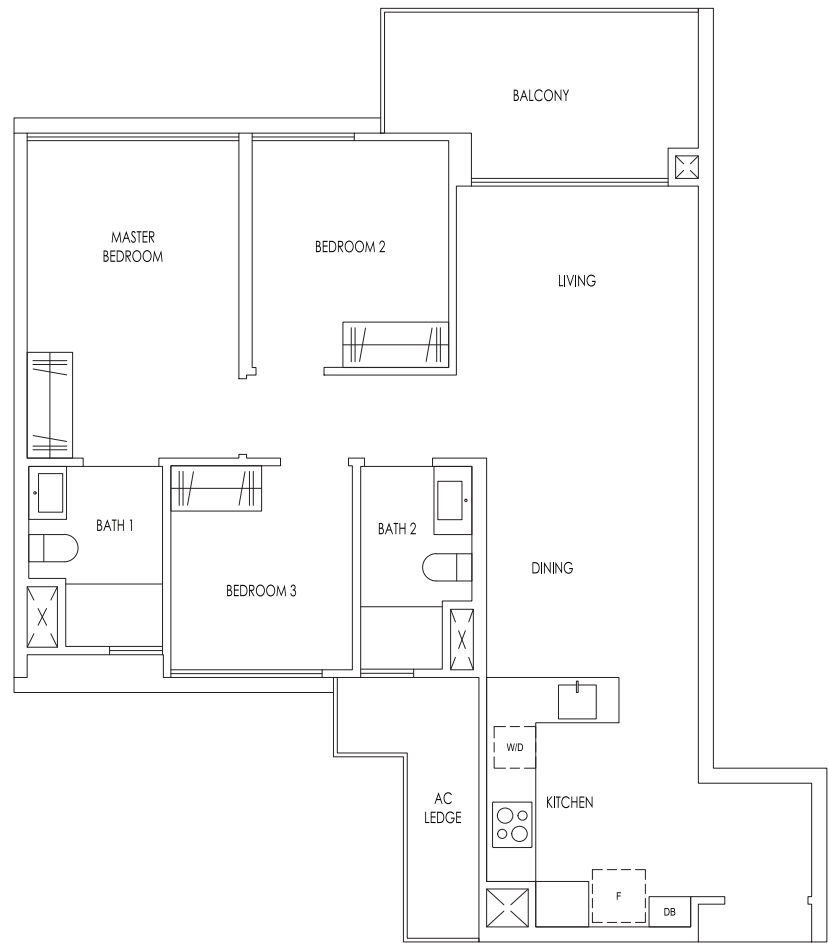 BALCONY
MASTER
BEDROOM
BEDROOM 2
LIVING
BATH 1
BATH 2
BEDROOM 3
DINING
W/D
AC
LEDGE
KITCHEN
F
DB